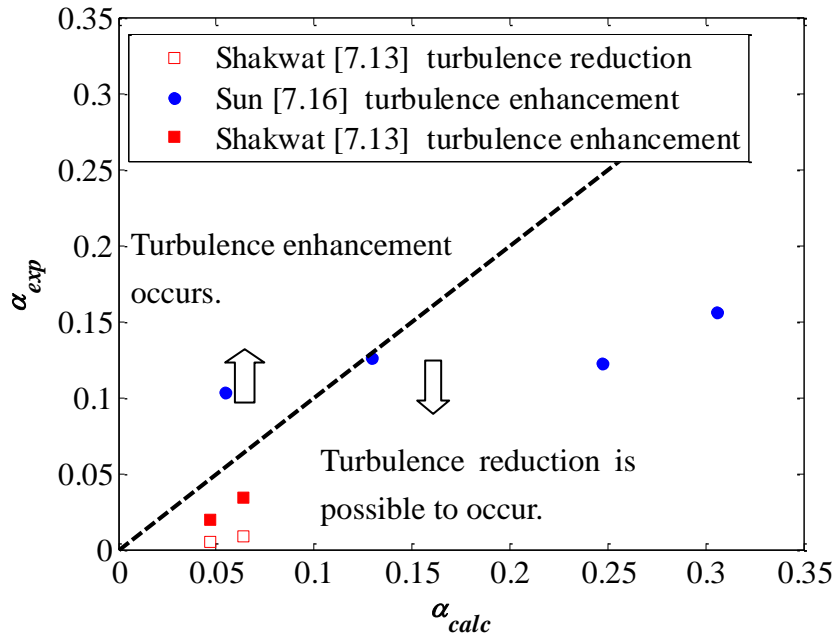 0.35
0.3
0.25
0.2
0.15
0.1
0.05
0
α_exp
Shakwat [7.13] turbulence reduction
Sun [7.16] turbulence enhancement
Shakwat [7.13] turbulence enhancement
Turbulence enhancement
occurs.
Turbulence reduction is
possible to occur.
0 0.05 0.1 0.15 0.2 0.25 0.3 0.35
α_calc